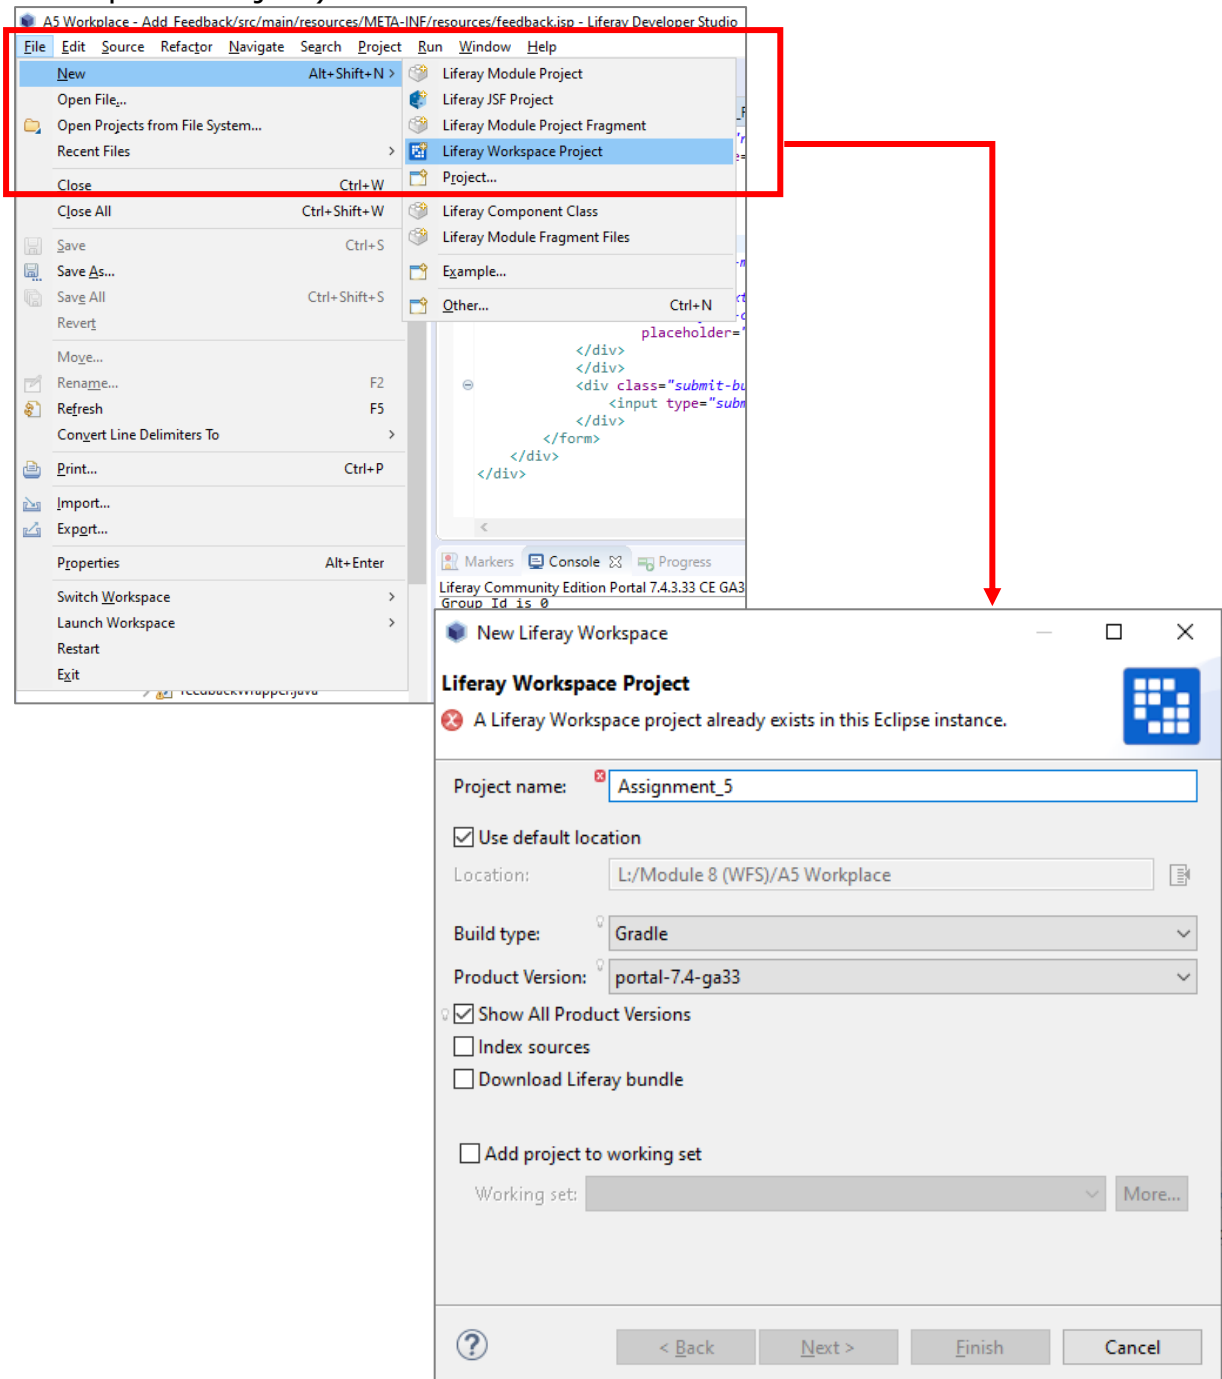 A5 Workplace - Add_Feedback/src/main/resources/META-INF/resources/feedback.jsp - Liferay Developer Studio
File Edit Source Refactor Navigate Search Project Run Window Help
New Alt+Shift+N >
Open File...
Open Projects from File System...
Recent Files >
Close Ctrl+W
Close All Ctrl+Shift+W
Save Ctrl+S
Save As...
Save All Ctrl+Shift+S
Revert
Move...
Rename... F2
Refresh F5
Convert Line Delimiters To >
Print... Ctrl+P
Import...
Export...
Properties Alt+Enter
Switch Workspace >
Launch Workspace >
Restart
Exit
Liferay Module Project
Liferay JSF Project
Liferay Module Project Fragment
Liferay Workspace Project
Project...
Liferay Component Class
Liferay Module Fragment Files
Example...
Other... Ctrl+N
placeholder="
</div>
</div>
<div class="submit-bu
<input type="subm
</div>
</form>
</div>
</div>
Markers Console Progress
Liferay Community Edition Portal 7.4.3.33 CE GA3
Group Id is 0
feedbackWrapper.java
New Liferay Workspace
Liferay Workspace Project
A Liferay Workspace project already exists in this Eclipse instance.
Project name: Assignment_5
Use default location
Location: L:/Module 8 (WFS)/A5 Workplace
Build type: Gradle
Product Version: portal-7.4-ga33
Show All Product Versions
Index sources
Download Liferay bundle
Add project to working set
Working set: More...
< Back Next > Finish Cancel